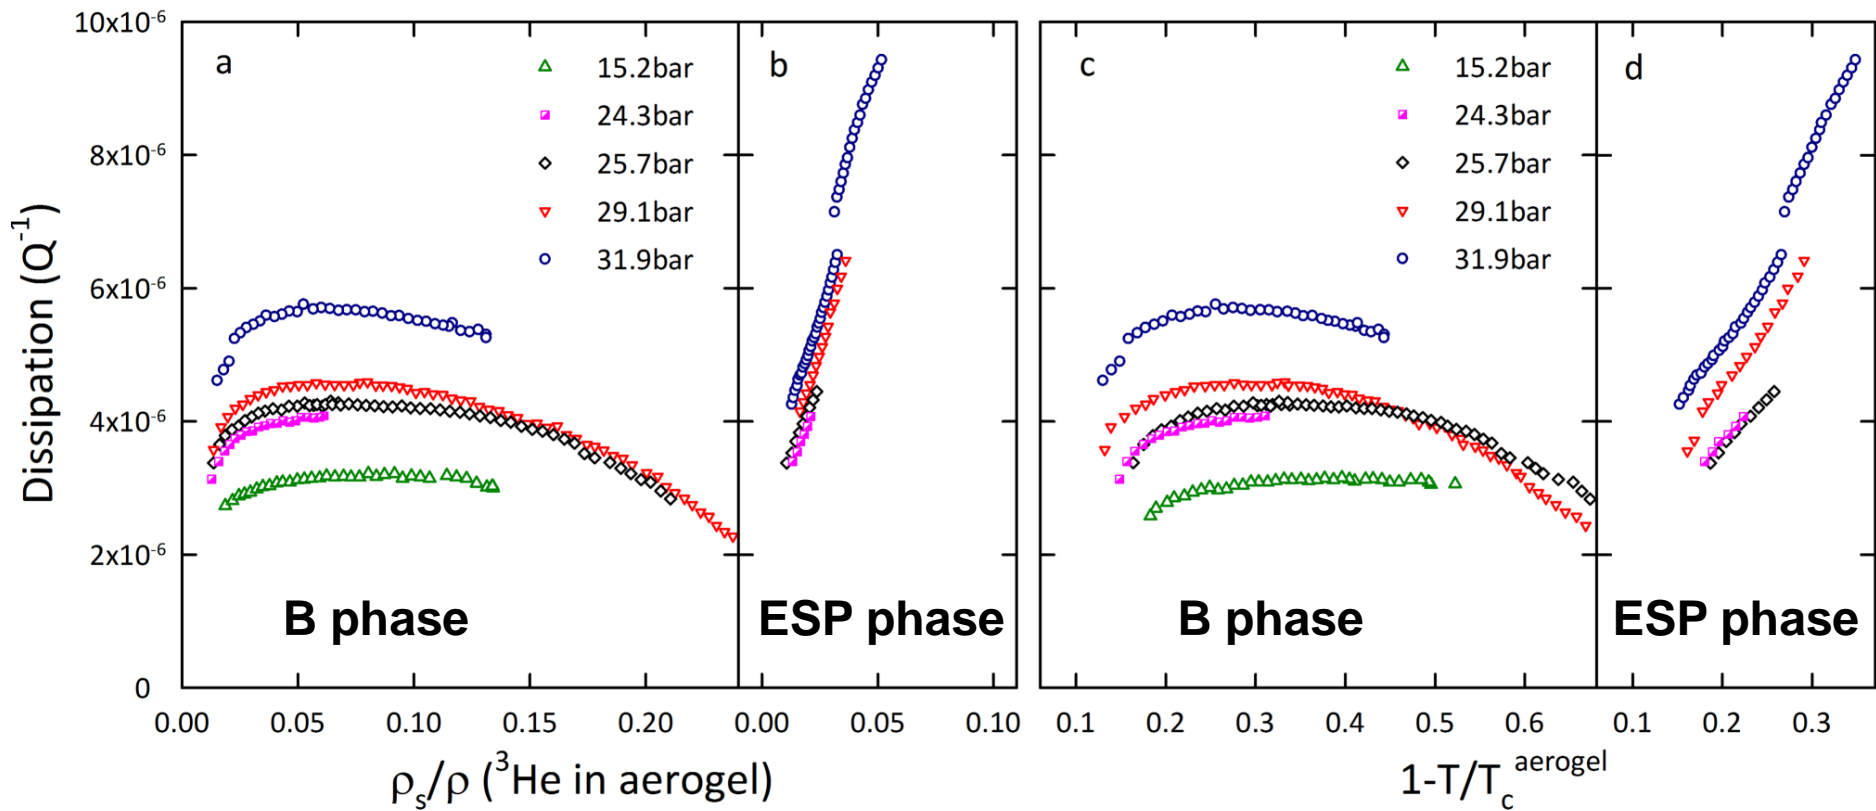 10x10⁻⁶
8x10⁻⁶
6x10⁻⁶
4x10⁻⁶
2x10⁻⁶
0
Dissipation (Q⁻¹)
a
15.2bar
24.3bar
25.7bar
29.1bar
31.9bar
B phase
b
ESP phase
c
15.2bar
24.3bar
25.7bar
29.1bar
31.9bar
B phase
d
ESP phase
0.00 0.05 0.10 0.15 0.20 0.00 0.05 0.10 0.1 0.2 0.3 0.4 0.5 0.6 0.1 0.2 0.3
ρs/ρ (³He in aerogel)
1-T/Tc aerogel